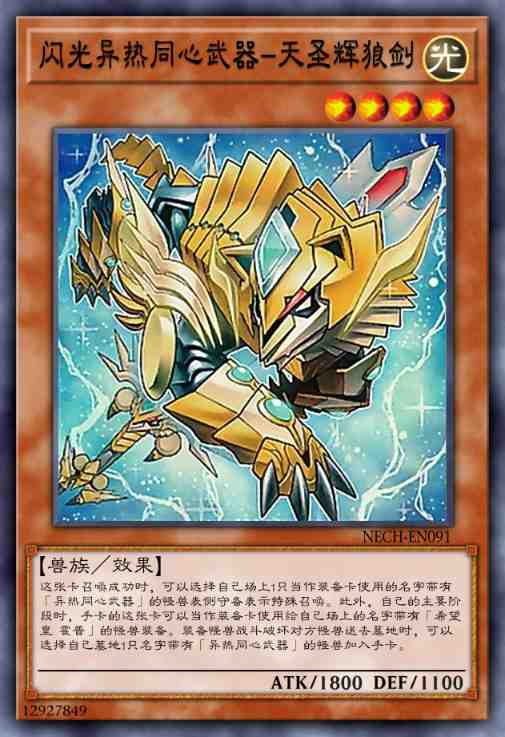 闪光异热同心武器-天圣辉狼剑
光
NECH-EN091
【兽族／效果】
这张卡召唤成功时，可以选择自己场上1只当作装备卡使用的名字带有
「异热同心武器」的怪兽表侧守备表示特殊召唤。此外，自己的主要阶
段时，手卡的这张卡可以当作装备卡使用给自己场上的名字带有「希望
皇 霍普」的怪兽装备。装备怪兽战斗破坏对方怪兽送去墓地时，可以
选择自己墓地1只名字带有「异热同心武器」的怪兽加入手卡。
ATK/1800 DEF/1100
12927849